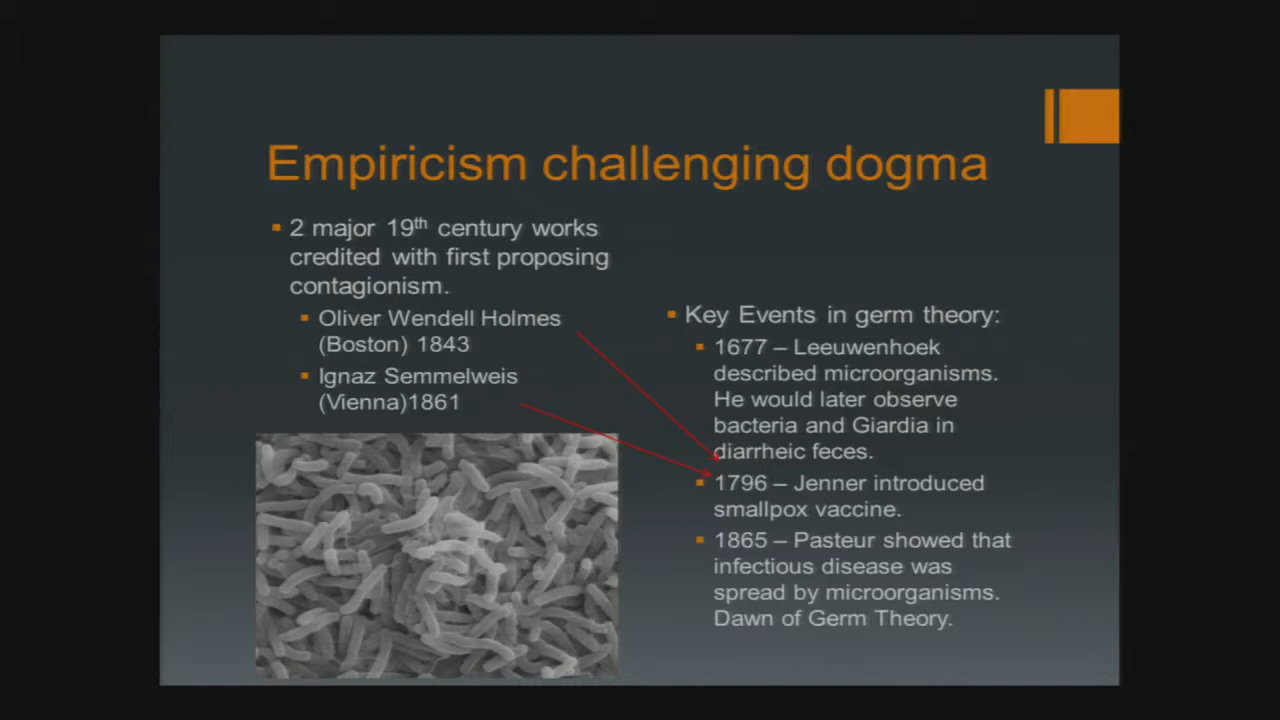 Empiricism challenging dogma
2 major 19th century works
credited with first proposing
contagionism.
Oliver Wendell Holmes
(Boston) 1843
Ignaz Semmelweis
(Vienna)1861
Key Events in germ theory:
1677 – Leeuwenhoek
described microorganisms.
He would later observe
bacteria and Giardia in
diarrheic feces.
1796 – Jenner introduced
smallpox vaccine.
1865 – Pasteur showed that
infectious disease was
spread by microorganisms.
Dawn of Germ Theory.